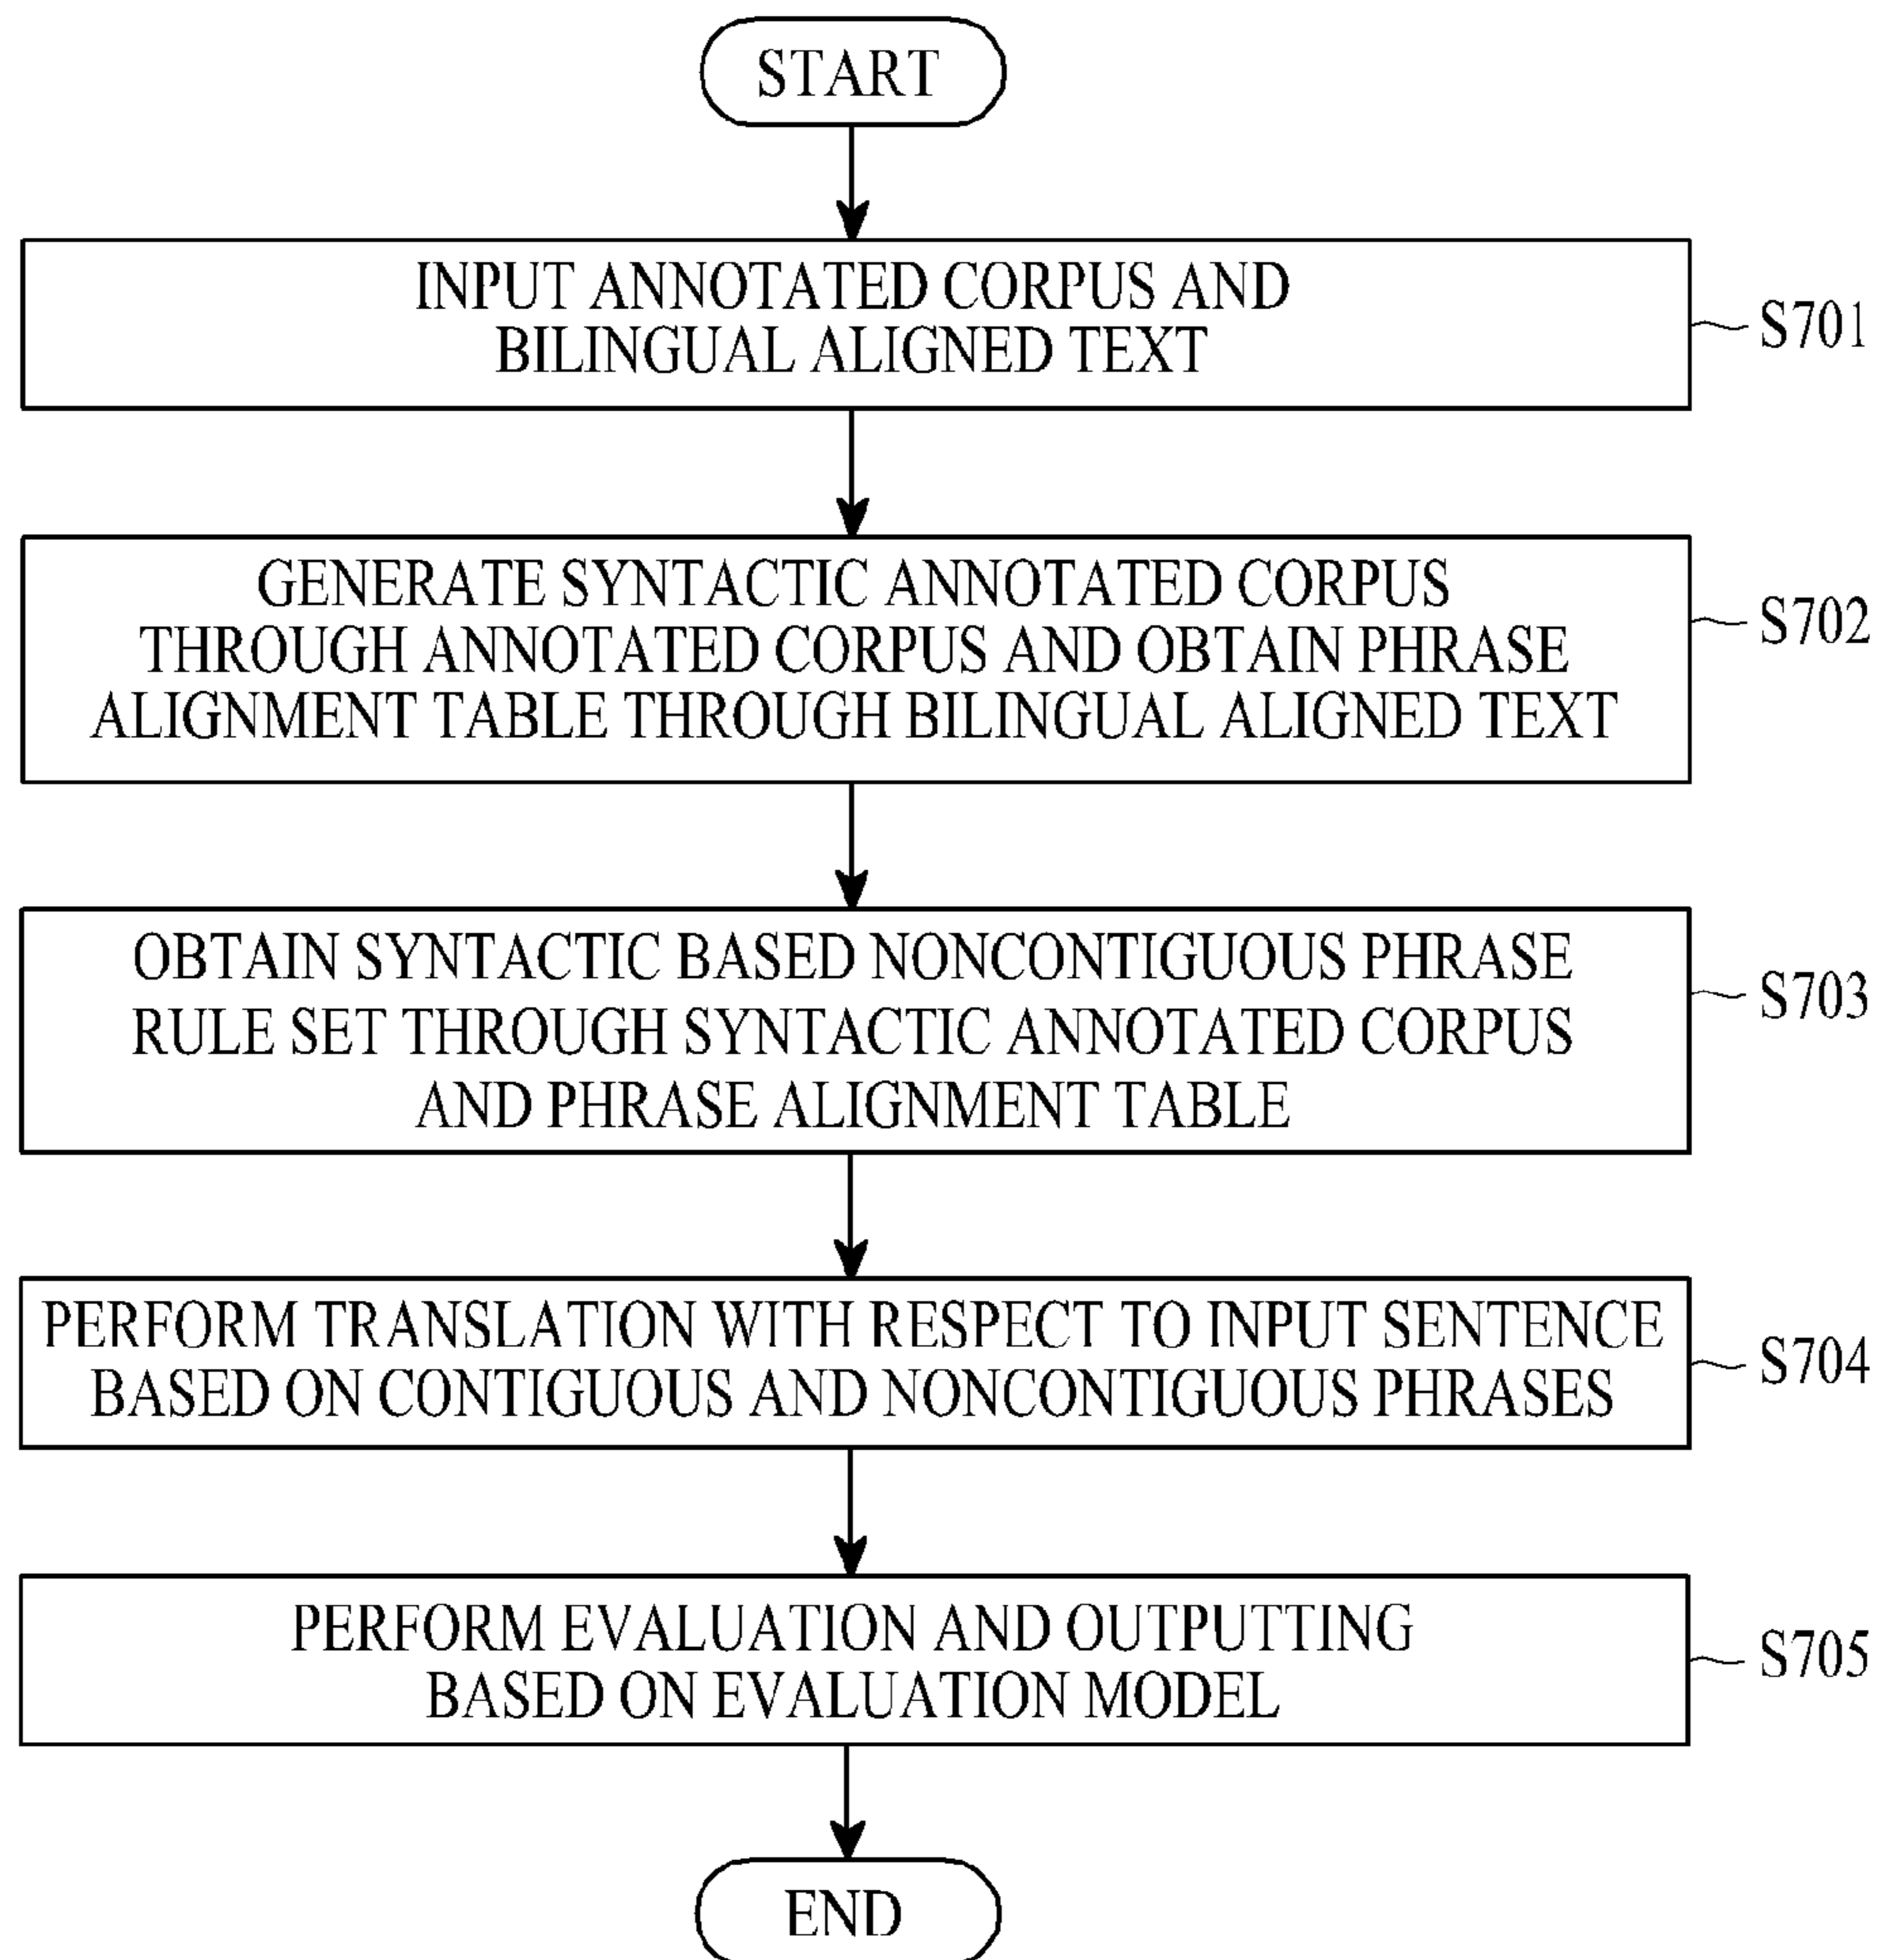 START
INPUT ANNOTATED CORPUS AND
BILINGUAL ALIGNED TEXT
S701
GENERATE SYNTACTIC ANNOTATED CORPUS
THROUGH ANNOTATED CORPUS AND OBTAIN PHRASE
ALIGNMENT TABLE THROUGH BILINGUAL ALIGNED TEXT
S702
OBTAIN SYNTACTIC BASED NONCONTIGUOUS PHRASE
RULE SET THROUGH SYNTACTIC ANNOTATED CORPUS
AND PHRASE ALIGNMENT TABLE
S703
PERFORM TRANSLATION WITH RESPECT TO INPUT SENTENCE
BASED ON CONTIGUOUS AND NONCONTIGUOUS PHRASES
S704
PERFORM EVALUATION AND OUTPUTTING
BASED ON EVALUATION MODEL
S705
END